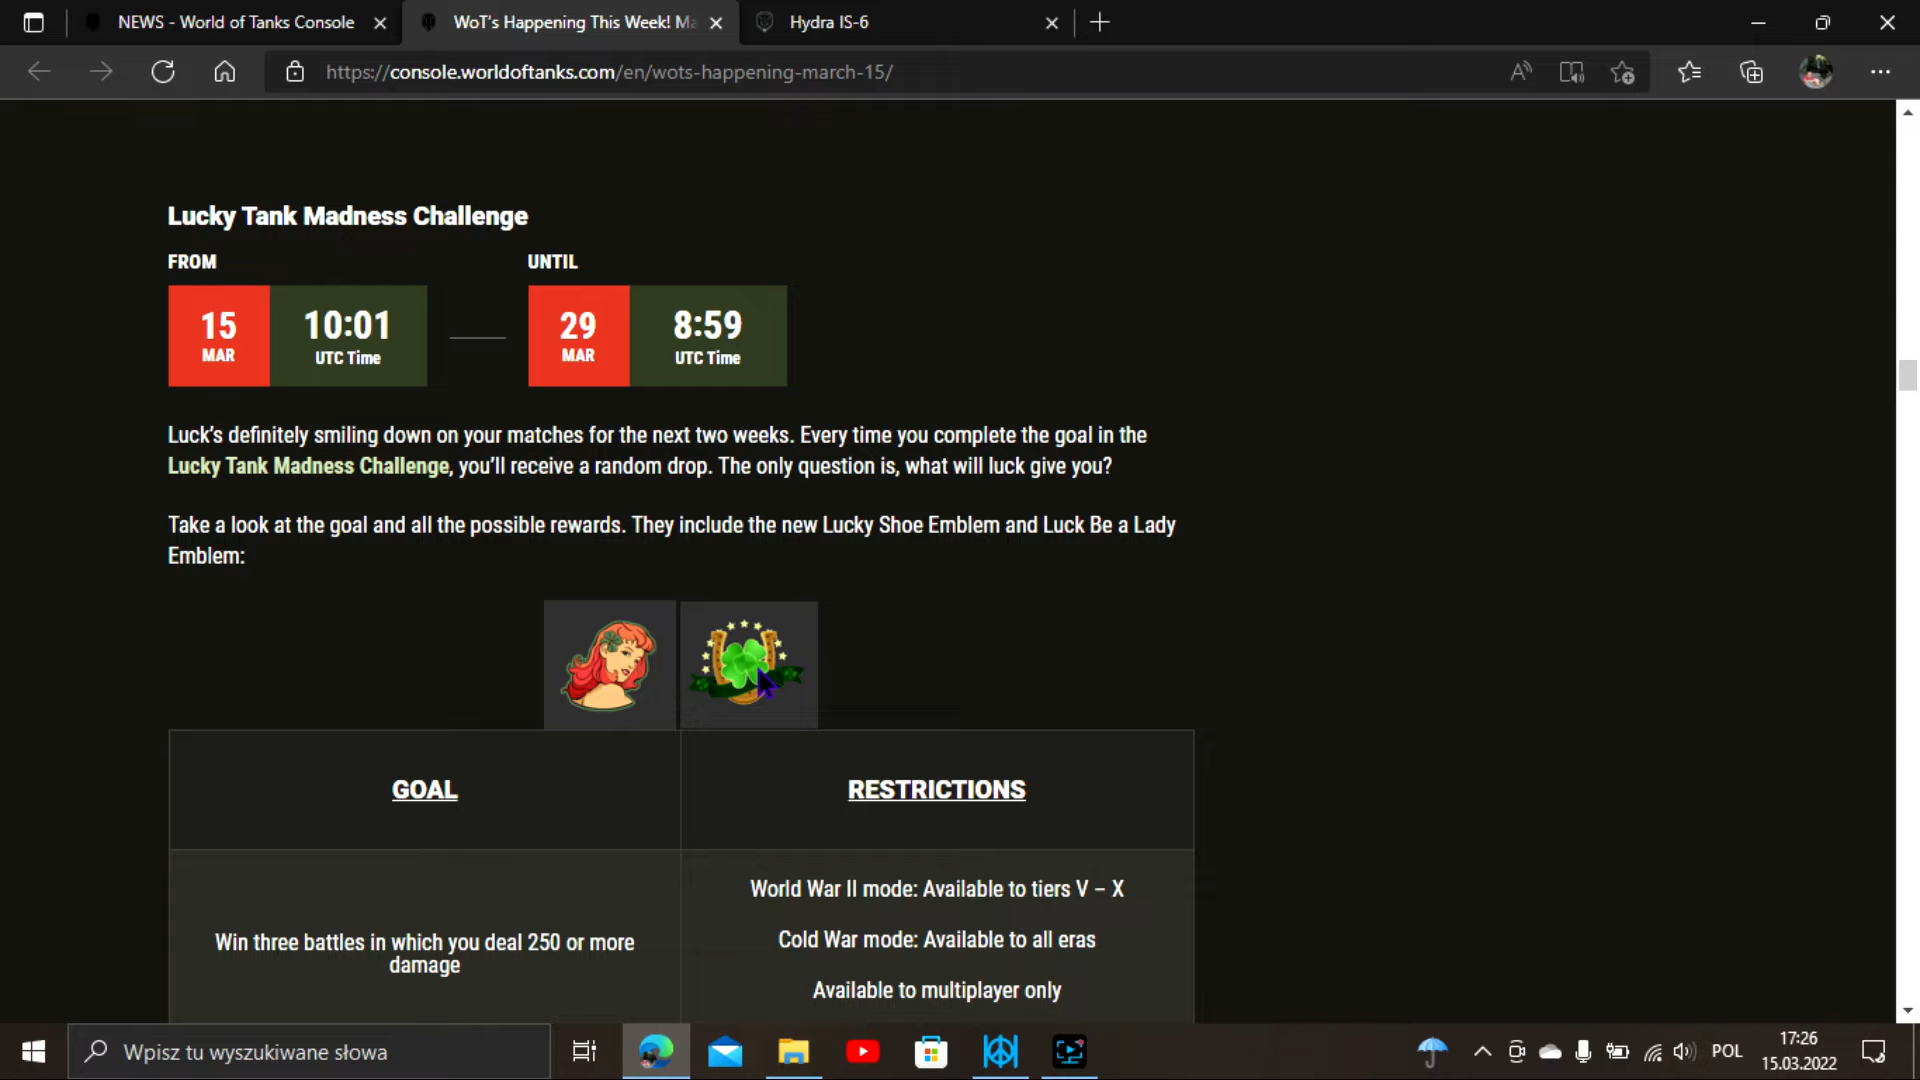 NEWS - World of Tanks Console
WoT's Happening This Week! Ma
Hydra IS-6
https://console.worldoftanks.com/en/wots-happening-march-15/
Lucky Tank Madness Challenge
FROM
UNTIL
15 MAR
10:01 UTC Time
29 MAR
8:59 UTC Time
Luck's definitely smiling down on your matches for the next two weeks. Every time you complete the goal in the
Lucky Tank Madness Challenge, you'll receive a random drop. The only question is, what will luck give you?
Take a look at the goal and all the possible rewards. They include the new Lucky Shoe Emblem and Luck Be a Lady
Emblem:
GOAL
RESTRICTIONS
Win three battles in which you deal 250 or more
damage
World War II mode: Available to tiers V – X
Cold War mode: Available to all eras
Available to multiplayer only
Wpisz tu wyszukiwane słowa
POL
17:26
15.03.2022